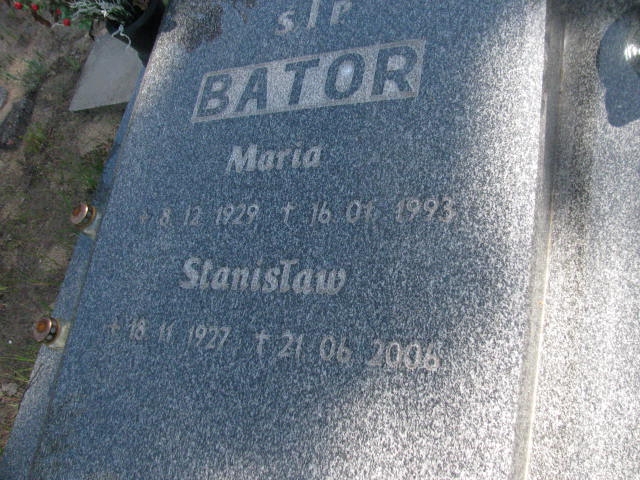 s.†P
BATOR
Maria
* 8 12 1929 † 16 01 1993
Stanisław
* 18 11 1927 † 21 06 2006